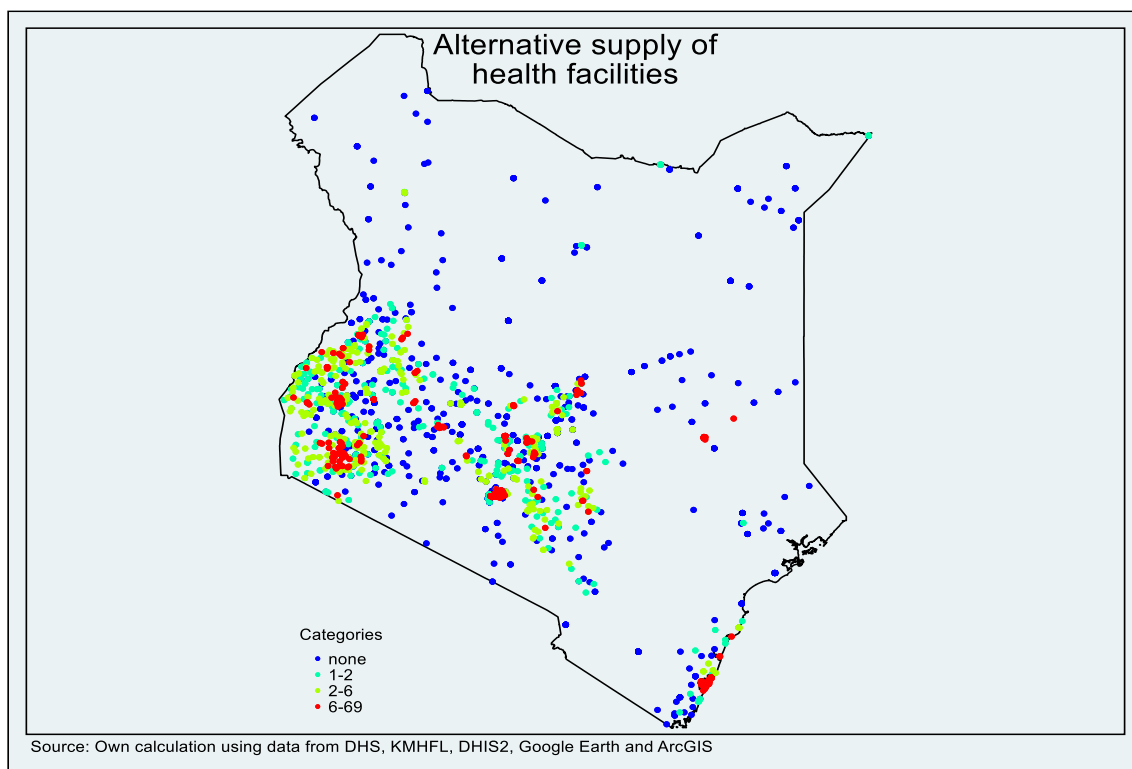 Alternative supply of
health facilities
Categories
none
1-2
2-6
6-69
Source: Own calculation using data from DHS, KMHFL, DHIS2, Google Earth and ArcGIS